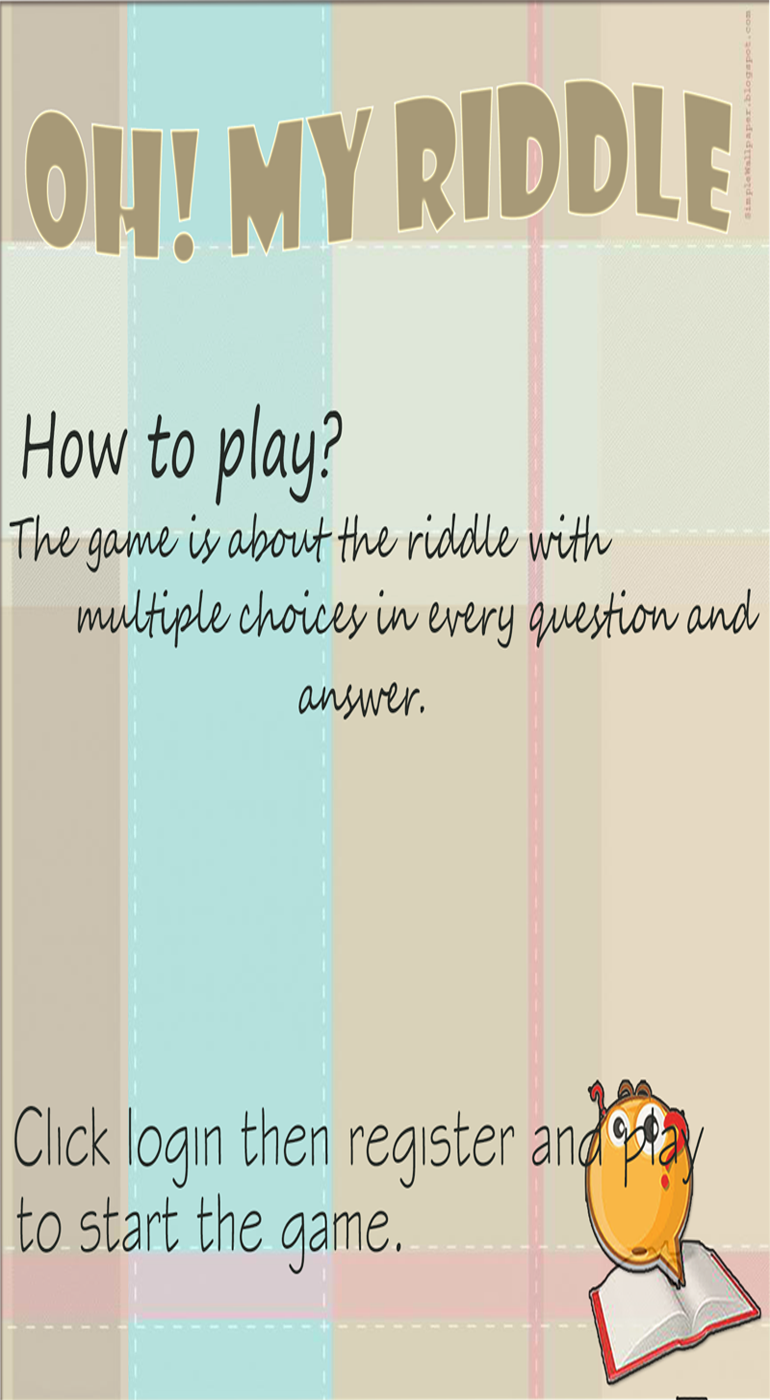 OH! MY RIDDLE
SimpleWallpaper.blogspot.com
How to play?
The game is about the riddle with
multiple choices in every question and
answer.
Click login then register and play
to start the game.